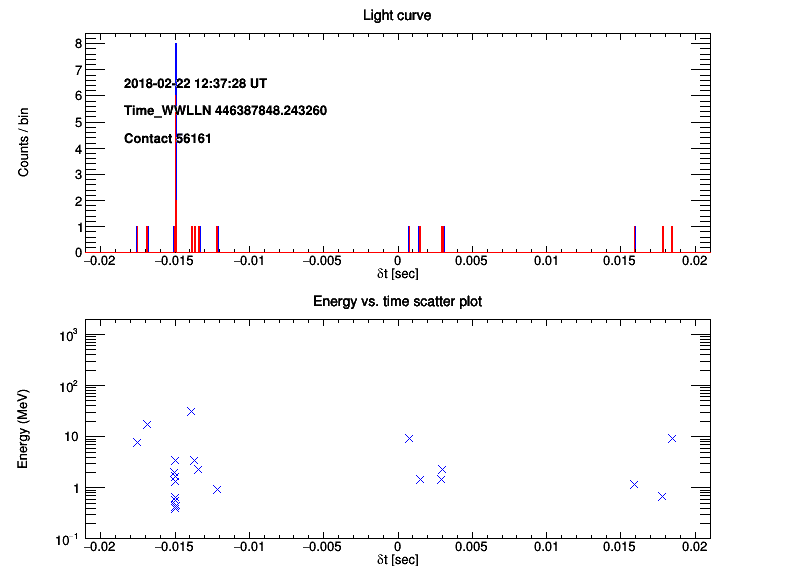 Light curve
Counts / bin
8
7
6
5
4
3
2
1
0
2018-02-22 12:37:28 UT
Time_WWLLN 446387848.243260
Contact 56161
−0.02 −0.015 −0.01 −0.005 0 0.005 0.01 0.015 0.02
δt [sec]
Energy vs. time scatter plot
Energy (MeV)
10³
10²
10
1
10⁻¹
−0.02 −0.015 −0.01 −0.005 0 0.005 0.01 0.015 0.02
δt [sec]